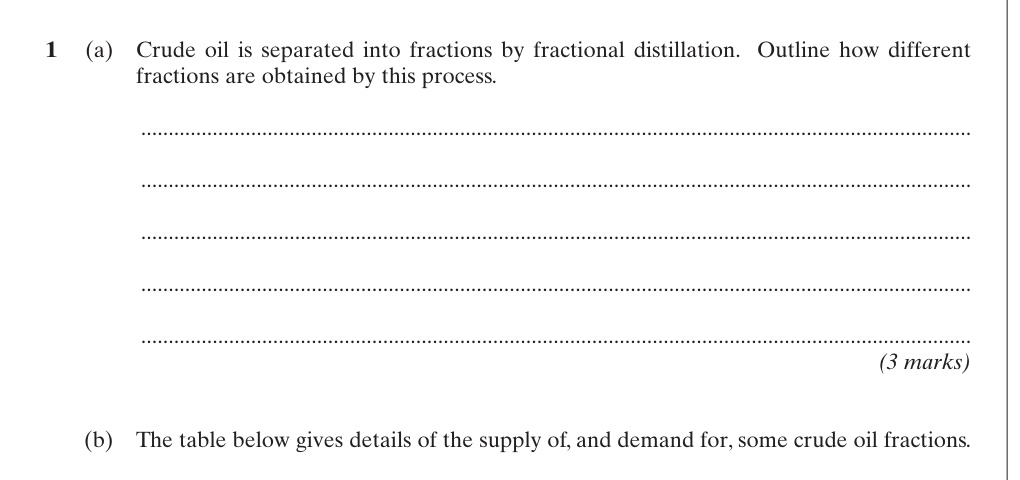 1 (a) Crude oil is separated into fractions by fractional distillation. Outline how different
fractions are obtained by this process.
................................................................................
................................................................................
................................................................................
................................................................................
................................................................................
(3 marks)
(b) The table below gives details of the supply of, and demand for, some crude oil fractions.